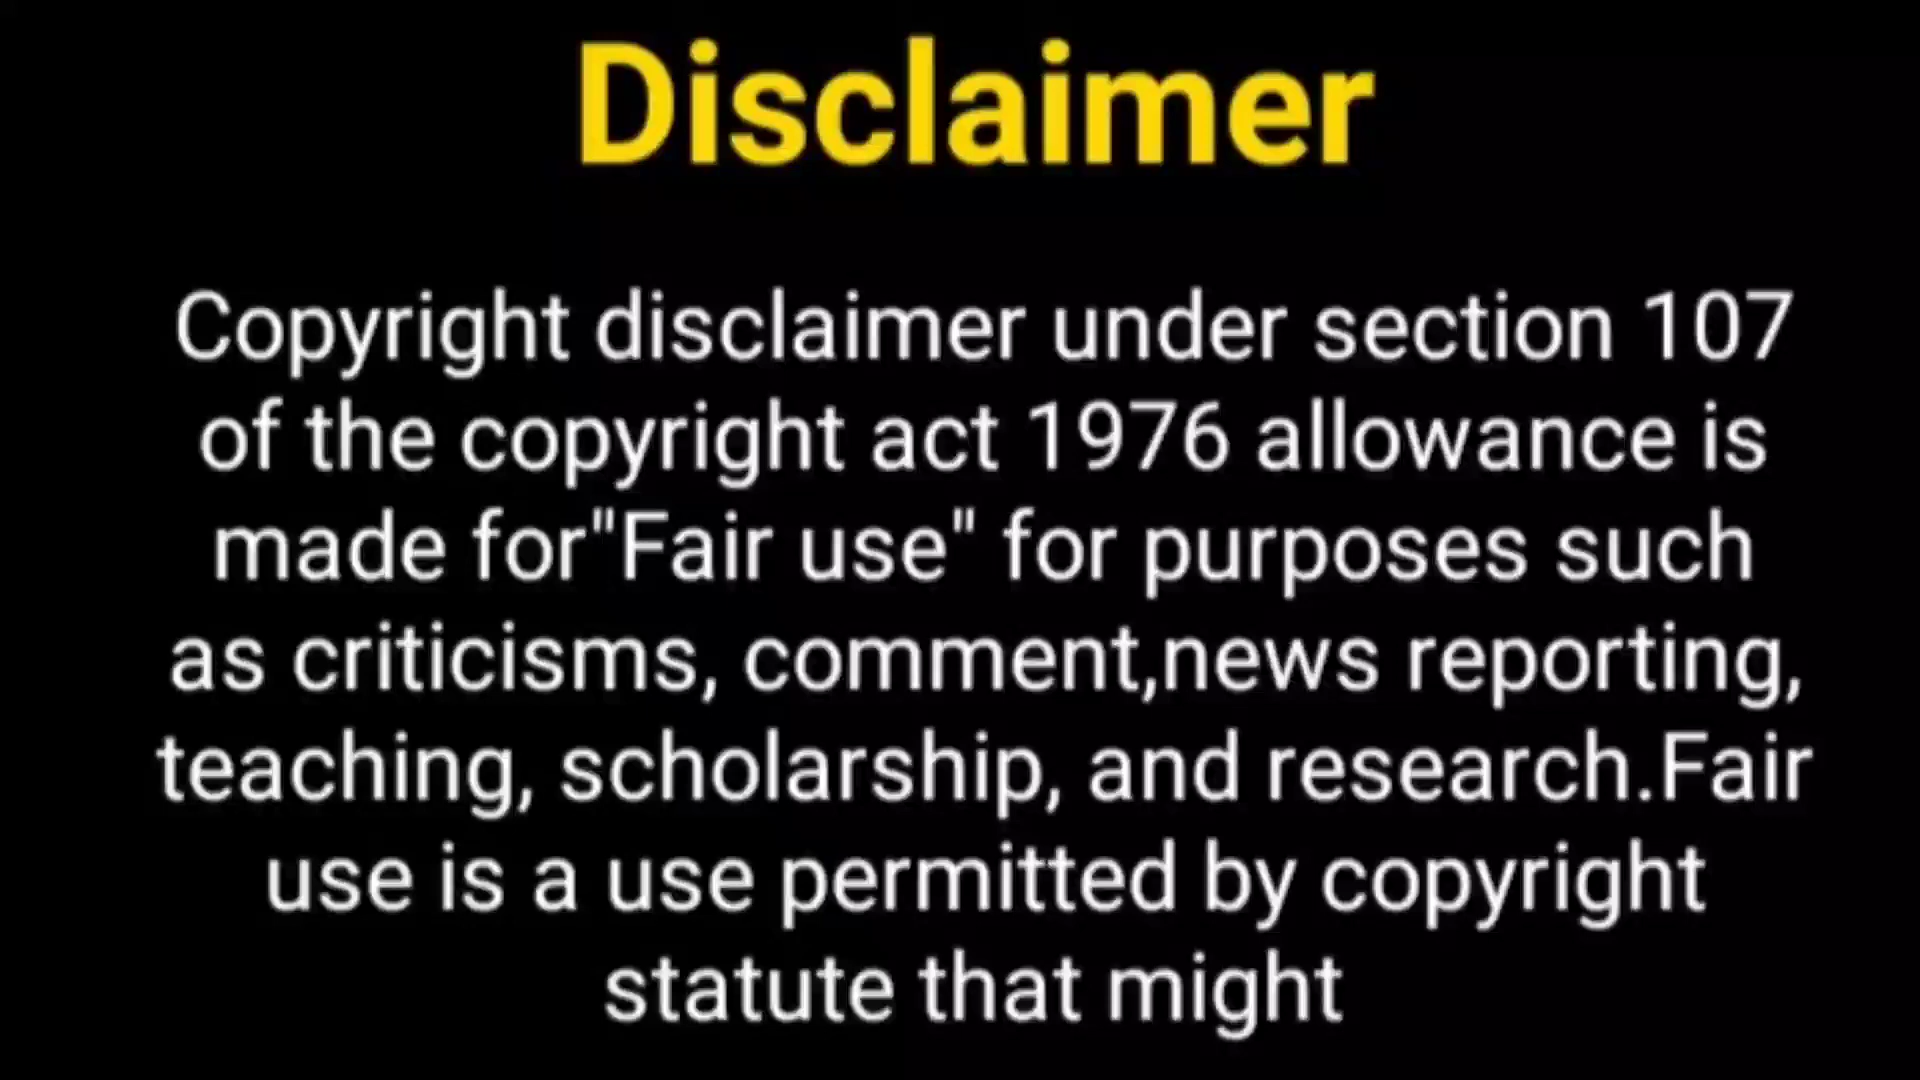 Disclaimer
Copyright disclaimer under section 107
of the copyright act 1976 allowance is
made for"Fair use" for purposes such
as criticisms, comment,news reporting,
teaching, scholarship, and research.Fair
use is a use permitted by copyright
statute that might